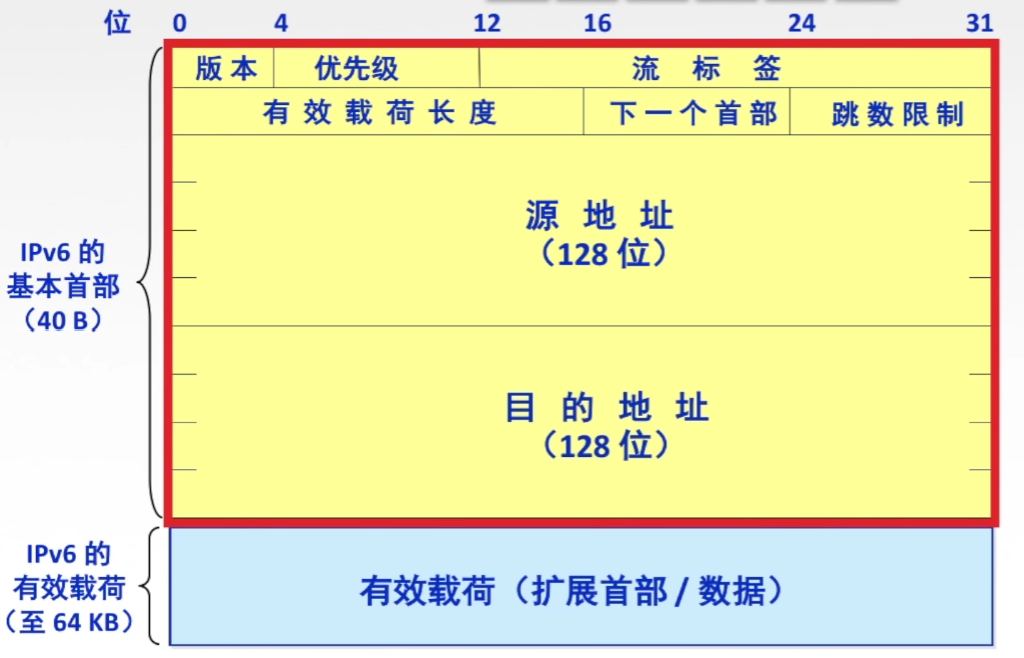 位 0 4 12 16 24 31
版本 优先级 流标签
有效载荷长度 下一个首部 跳数限制
源地址
（128 位）
IPv6 的
基本首部
（40 B）
目的地址
（128 位）
IPv6 的
有效载荷
（至 64 KB）
有效载荷（扩展首部 / 数据）